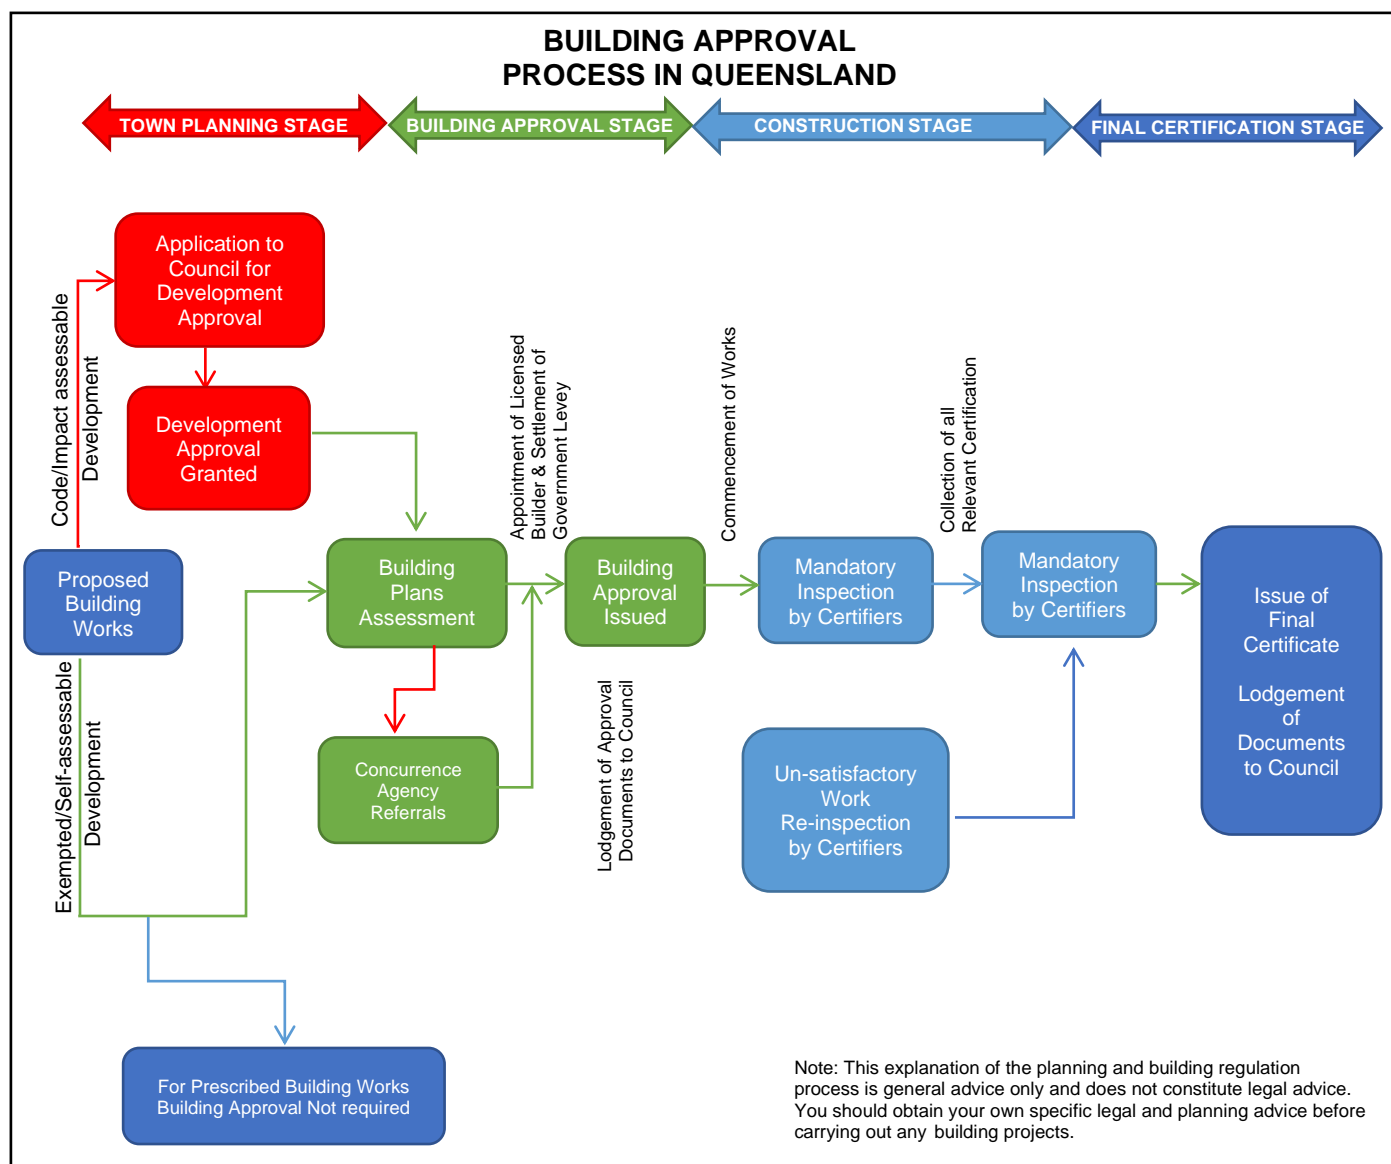 BUILDING APPROVAL
PROCESS IN QUEENSLAND
TOWN PLANNING STAGE
BUILDING APPROVAL STAGE
CONSTRUCTION STAGE
FINAL CERTIFICATION STAGE
Application to
Council for
Development
Approval
Code/Impact assessable
Development
Development
Approval
Granted
Proposed
Building
Works
Exempted/Self-assessable
Development
Building
Plans
Assessment
Concurrence
Agency
Referrals
Appointment of Licensed
Builder & Settlement of
Government Levey
Building
Approval
Issued
Lodgement of Approval
Documents to Council
Commencement of Works
Mandatory
Inspection
by Certifiers
Collection of all
Relevant Certification
Mandatory
Inspection
by Certifiers
Un-satisfactory
Work
Re-inspection
by Certifiers
Issue of
Final
Certificate
Lodgement
of
Documents
to Council
For Prescribed Building Works
Building Approval Not required
Note: This explanation of the planning and building regulation
process is general advice only and does not constitute legal advice.
You should obtain your own specific legal and planning advice before
carrying out any building projects.